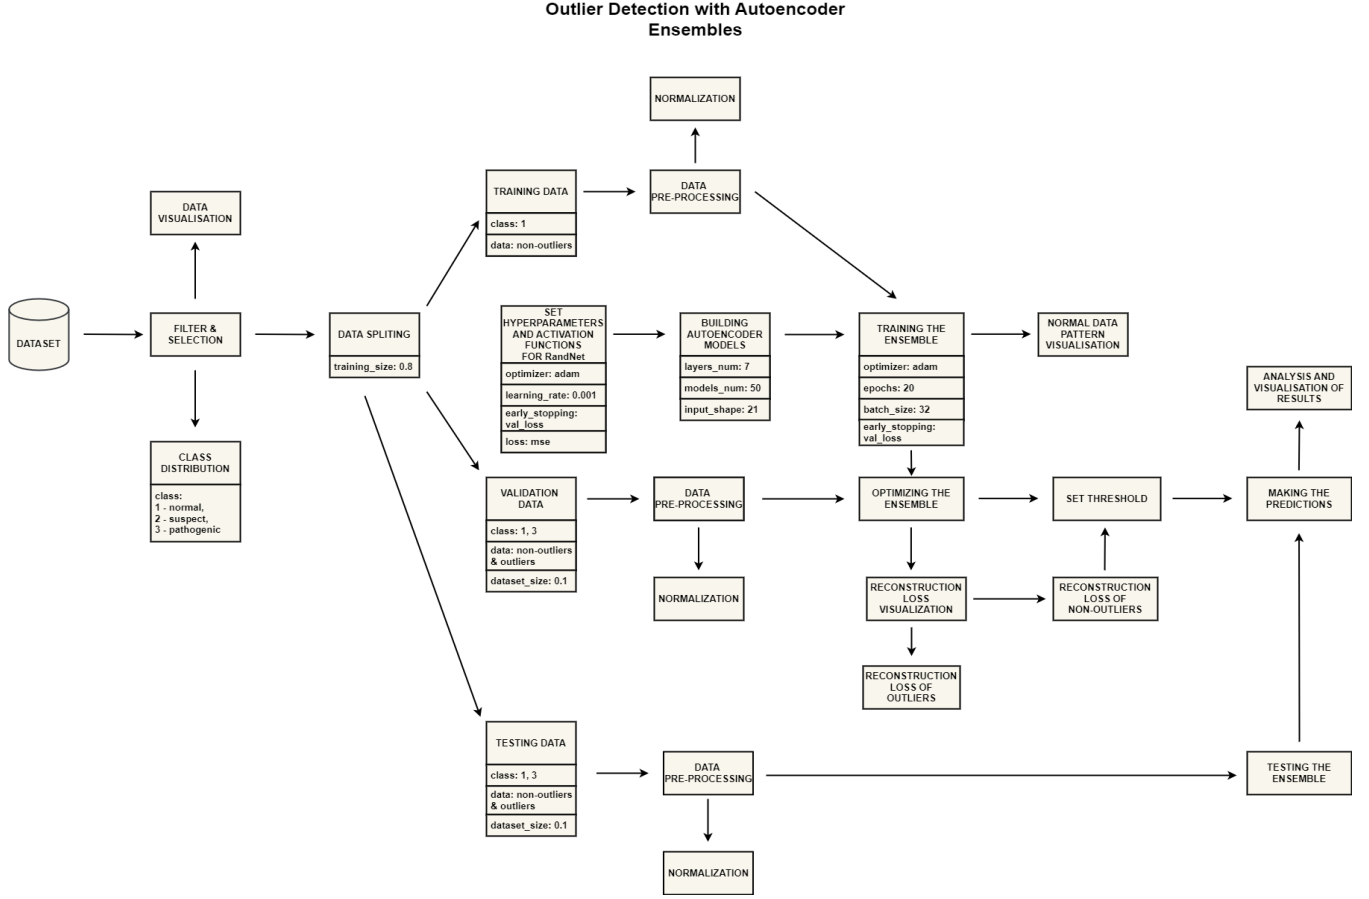 Outlier Detection with Autoencoder
Ensembles
NORMALIZATION
DATA
PRE-PROCESSING
TRAINING DATA
class: 1
data: non-outliers
DATA
VISUALISATION
DATASET
FILTER &
SELECTION
DATA SPLITING
training_size: 0.8
CLASS
DISTRIBUTION
class:
1 - normal,
2 - suspect,
3 - pathogenic
SET
HYPERPARAMETERS
AND ACTIVATION
FUNCTIONS
FOR RandNet
optimizer: adam
learning_rate: 0.001
early_stopping:
val_loss
loss: mse
BUILDING
AUTOENCODER
MODELS
layers_num: 7
models_num: 50
input_shape: 21
TRAINING THE
ENSEMBLE
optimizer: adam
epochs: 20
batch_size: 32
early_stopping:
val_loss
NORMAL DATA
PATTERN
VISUALISATION
ANALYSIS AND
VISUALISATION OF
RESULTS
VALIDATION
DATA
class: 1, 3
data: non-outliers
& outliers
dataset_size: 0.1
DATA
PRE-PROCESSING
NORMALIZATION
OPTIMIZING THE
ENSEMBLE
SET THRESHOLD
MAKING THE
PREDICTIONS
RECONSTRUCTION
LOSS
VISUALIZATION
RECONSTRUCTION
LOSS OF
NON-OUTLIERS
RECONSTRUCTION
LOSS OF
OUTLIERS
TESTING DATA
class: 1, 3
data: non-outliers
& outliers
dataset_size: 0.1
DATA
PRE-PROCESSING
NORMALIZATION
TESTING THE
ENSEMBLE